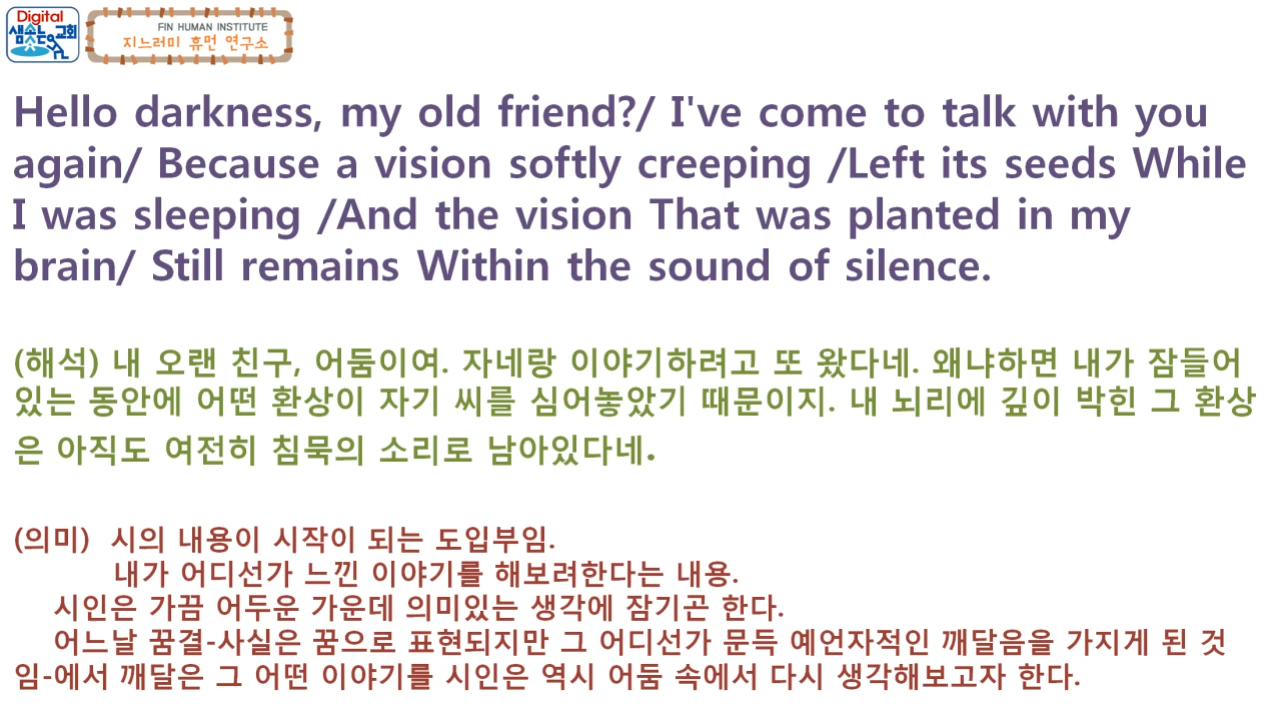 Digital
샘솟는교회
FIN HUMAN INSTITUTE
지느러미 휴먼 연구소
Hello darkness, my old friend?/ I've come to talk with you
again/ Because a vision softly creeping /Left its seeds While
I was sleeping /And the vision That was planted in my
brain/ Still remains Within the sound of silence.
(해석) 내 오랜 친구, 어둠이여. 자네랑 이야기하려고 또 왔다네. 왜냐하면 내가 잠들어
있는 동안에 어떤 환상이 자기 씨를 심어놓았기 때문이지. 내 뇌리에 깊이 박힌 그 환상
은 아직도 여전히 침묵의 소리로 남아있다네.
(의미) 시의 내용이 시작이 되는 도입부임.
내가 어디선가 느낀 이야기를 해보려한다는 내용.
시인은 가끔 어두운 가운데 의미있는 생각에 잠기곤 한다.
어느날 꿈결-사실은 꿈으로 표현되지만 그 어디선가 문득 예언자적인 깨달음을 가지게 된 것
임-에서 깨달은 그 어떤 이야기를 시인은 역시 어둠 속에서 다시 생각해보고자 한다.